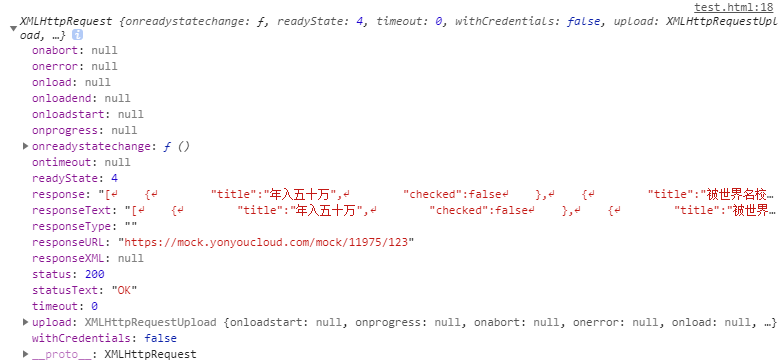 test.html:18
XMLHttpRequest {onreadystatechange: ƒ, readyState: 4, timeout: 0, withCredentials: false, upload: XMLHttpRequestUpl
oad, …}
onabort: null
onerror: null
onload: null
onloadend: null
onloadstart: null
onprogress: null
onreadystatechange: ƒ ()
ontimeout: null
readyState: 4
response: "[↵    {↵        "title":"年入五十万",↵        "checked":false↵    },↵    {↵        "title":"被世界名校…
responseText: "[↵    {↵        "title":"年入五十万",↵        "checked":false↵    },↵    {↵        "title":"被世界…
responseType: ""
responseURL: "https://mock.yonyoucloud.com/mock/11975/123"
responseXML: null
status: 200
statusText: "OK"
timeout: 0
upload: XMLHttpRequestUpload {onloadstart: null, onprogress: null, onabort: null, onerror: null, onload: null, …}
withCredentials: false
__proto__: XMLHttpRequest